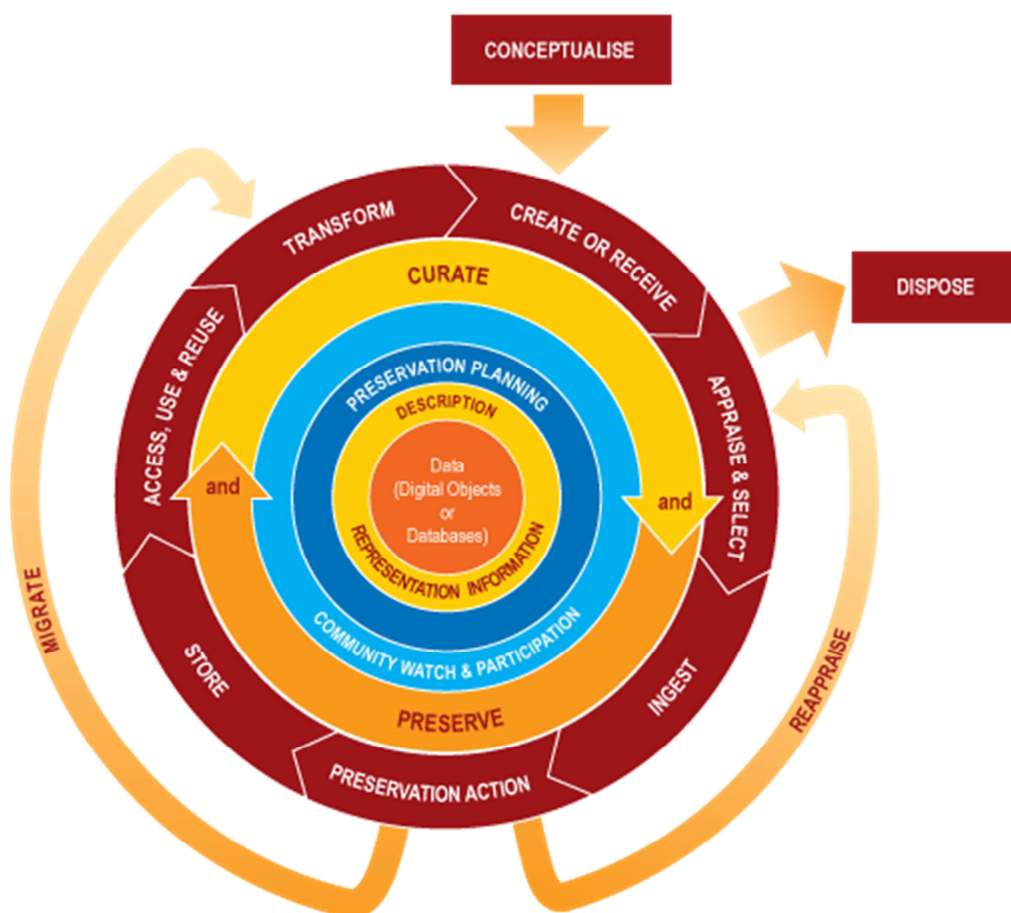 CONCEPTUALISE
CREATE OR RECEIVE
DISPOSE
APPRAISE & SELECT
INGEST
PRESERVATION ACTION
STORE
ACCESS, USE & REUSE
TRANSFORM
MIGRATE
REAPPRAISE
CURATE
and
PRESERVE
and
COMMUNITY WATCH & PARTICIPATION
PRESERVATION PLANNING
DESCRIPTION
REPRESENTATION INFORMATION
Data
(Digital Objects
or
Databases)